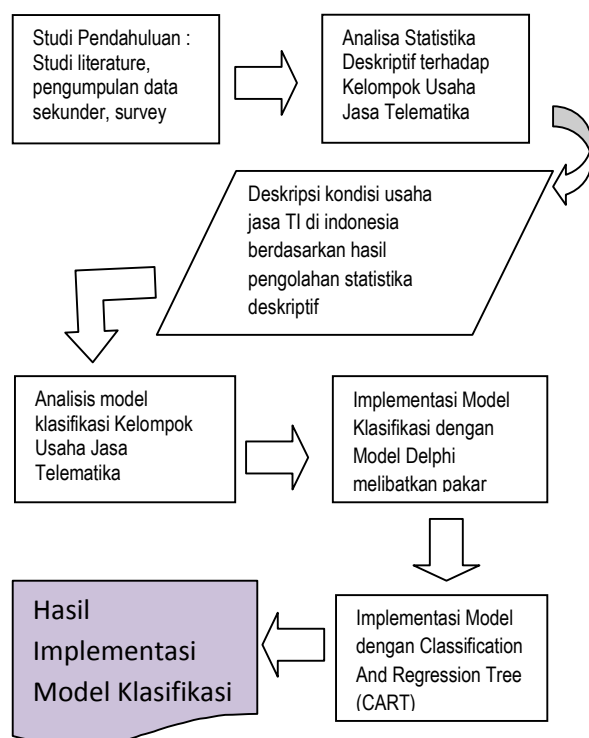 Studi Pendahuluan :
Studi literature,
pengumpulan data
sekunder, survey
Analisa Statistika
Deskriptif terhadap
Kelompok Usaha
Jasa Telematika
Deskripsi kondisi usaha
jasa TI di indonesia
berdasarkan hasil
pengolahan statistika
deskriptif
Analisis model
klasifikasi Kelompok
Usaha Jasa
Telematika
Implementasi Model
Klasifikasi dengan
Model Delphi
melibatkan pakar
Implementasi Model
dengan Classification
And Regression Tree
(CART)
Hasil
Implementasi
Model Klasifikasi